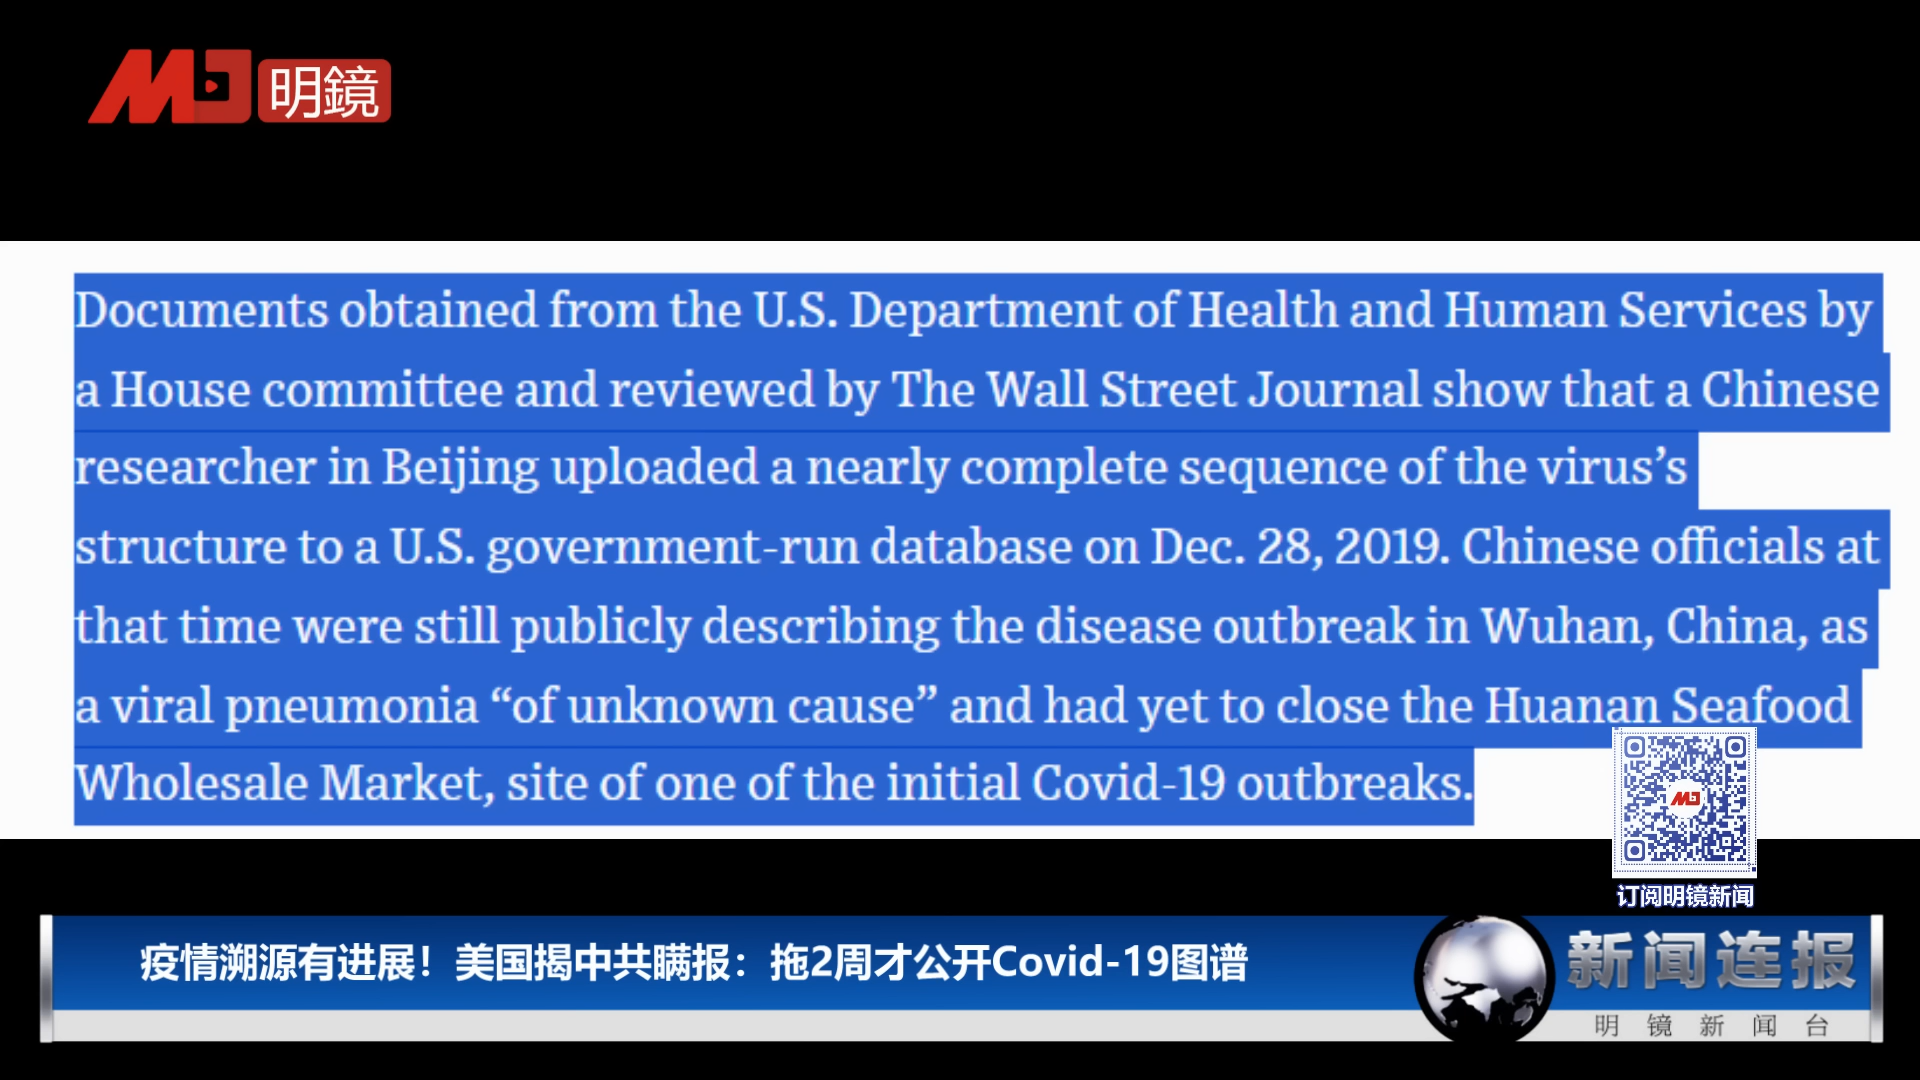 MJ 明鏡
Documents obtained from the U.S. Department of Health and Human Services by
a House committee and reviewed by The Wall Street Journal show that a Chinese
researcher in Beijing uploaded a nearly complete sequence of the virus’s
structure to a U.S. government-run database on Dec. 28, 2019. Chinese officials at
that time were still publicly describing the disease outbreak in Wuhan, China, as
a viral pneumonia “of unknown cause” and had yet to close the Huanan Seafood
Wholesale Market, site of one of the initial Covid-19 outbreaks.
MJ
订阅明镜新闻
疫情溯源有进展！美国揭中共瞒报：拖2周才公开Covid-19图谱
新闻连报
明镜新闻台